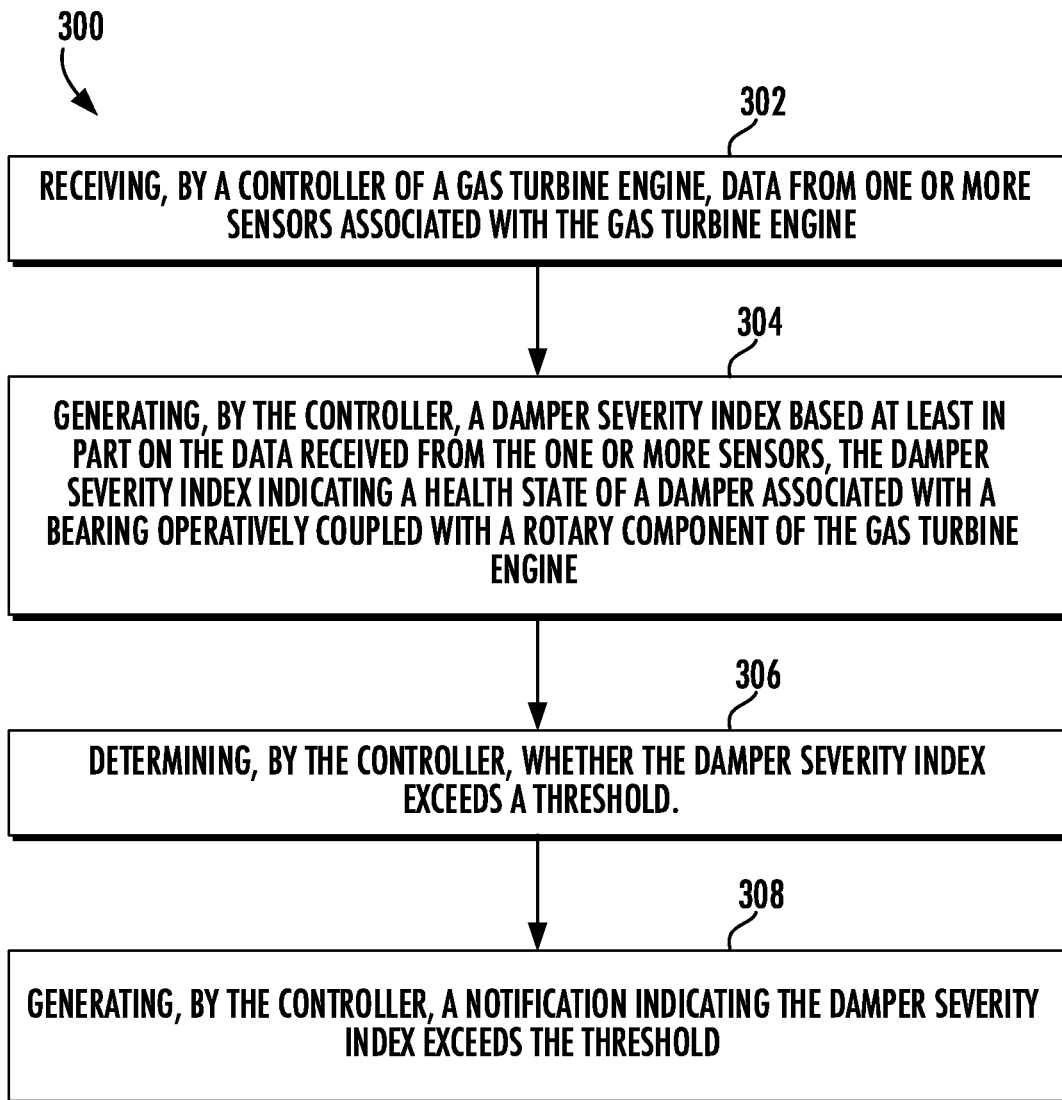 300
302
RECEIVING, BY A CONTROLLER OF A GAS TURBINE ENGINE, DATA FROM ONE OR MORE
SENSORS ASSOCIATED WITH THE GAS TURBINE ENGINE
304
GENERATING, BY THE CONTROLLER, A DAMPER SEVERITY INDEX BASED AT LEAST IN
PART ON THE DATA RECEIVED FROM THE ONE OR MORE SENSORS, THE DAMPER
SEVERITY INDEX INDICATING A HEALTH STATE OF A DAMPER ASSOCIATED WITH A
BEARING OPERATIVELY COUPLED WITH A ROTARY COMPONENT OF THE GAS TURBINE
ENGINE
306
DETERMINING, BY THE CONTROLLER, WHETHER THE DAMPER SEVERITY INDEX
EXCEEDS A THRESHOLD.
308
GENERATING, BY THE CONTROLLER, A NOTIFICATION INDICATING THE DAMPER SEVERITY
INDEX EXCEEDS THE THRESHOLD